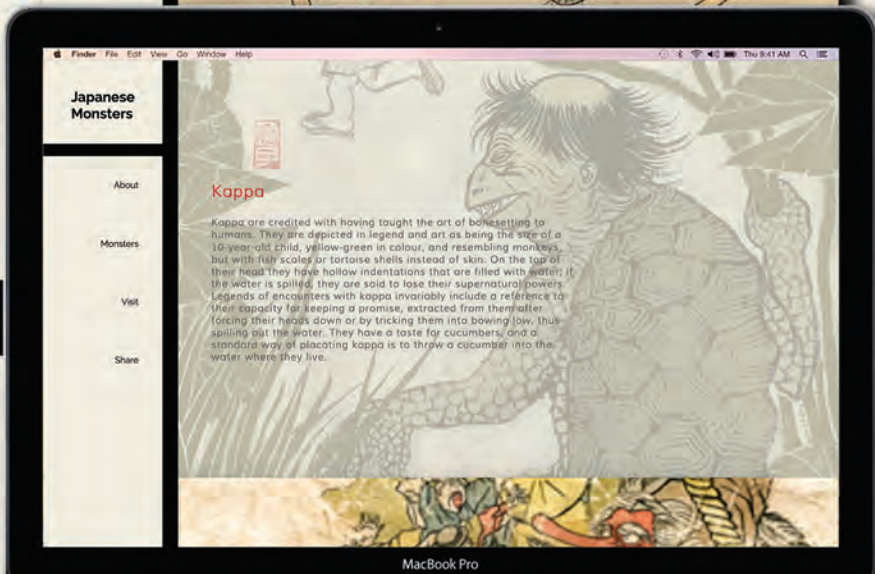 Finder File Edit View Go Window Help
Thu 9:41 AM
Japanese
Monsters
About
Monsters
Visit
Share
Kappa
Kappa are credited with having taught the art of bonesetting to
humans. They are depicted in legend and art as being the size of a
10-year-old child, yellow-green in colour, and resembling monkeys,
but with fish scales or tortoise shells instead of skin. On the top of
their head they have hollow indentations that are filled with water; if
the water is spilled, they are said to lose their supernatural powers.
Legends of encounters with kappa invariably include a reference to
their capacity for keeping a promise, extracted from them after
forcing their heads down or by tricking them into bowing low, thus
spilling out the water. They have a taste for cucumbers, and a
standard way of placating kappa is to throw a cucumber into the
water where they live.
MacBook Pro